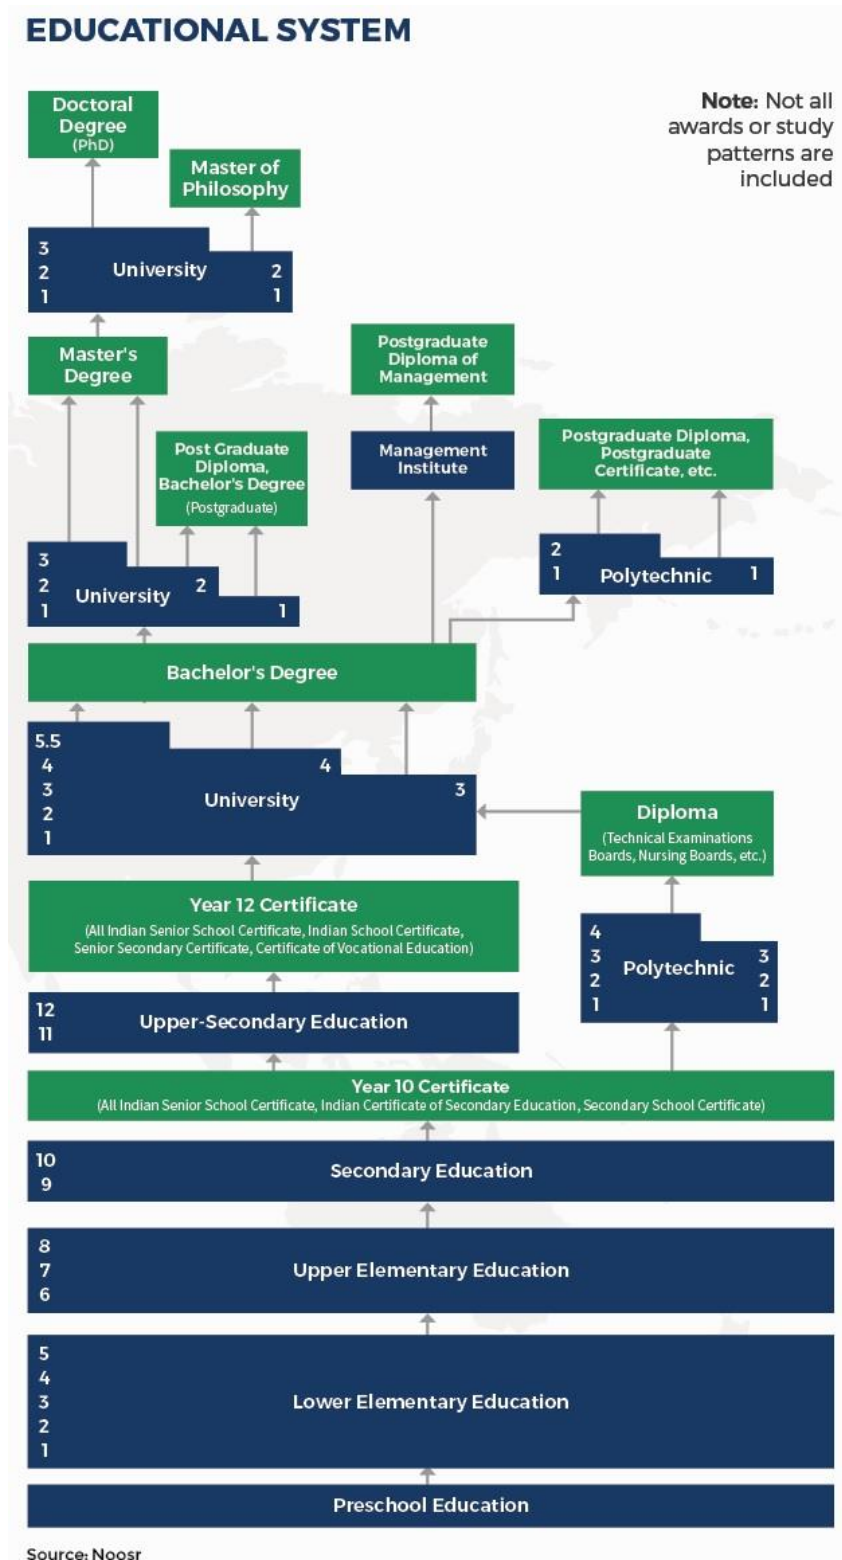 EDUCATIONAL SYSTEM
Note: Not all
awards or study
patterns are
included
Doctoral
Degree
(PhD)
Master of
Philosophy
3
2
1
University
2
1
Master's
Degree
Postgraduate
Diploma of
Management
Post Graduate
Diploma,
Bachelor's Degree
(Postgraduate)
Management
Institute
Postgraduate Diploma,
Postgraduate
Certificate, etc.
3
2
1
University
2
1
2
1
Polytechnic
1
Bachelor's Degree
5.5
4
3
2
1
University
4
3
Diploma
(Technical Examinations
Boards, Nursing Boards, etc.)
Year 12 Certificate
(All Indian Senior School Certificate, Indian School Certificate,
Senior Secondary Certificate, Certificate of Vocational Education)
4
3
2
1
Polytechnic
3
2
1
12
11
Upper-Secondary Education
Year 10 Certificate
(All Indian Senior School Certificate, Indian Certificate of Secondary Education, Secondary School Certificate)
10
9
Secondary Education
8
7
6
Upper Elementary Education
5
4
3
2
1
Lower Elementary Education
Preschool Education
Source: Noosr